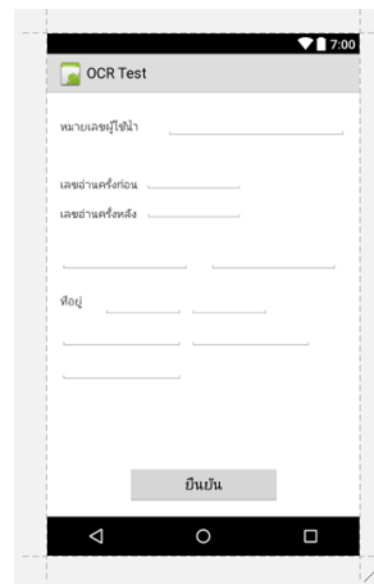 7:00
OCR Test
หมายเลขผู้ใช้น้ำ
เลขอ่านครั้งก่อน
เลขอ่านครั้งหลัง
ที่อยู่
ยืนยัน